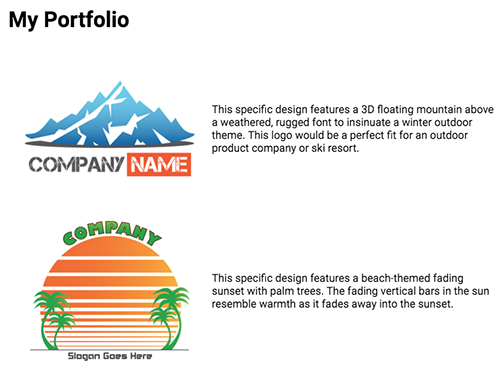 My Portfolio
This specific design features a 3D floating mountain above
a weathered, rugged font to insinuate a winter outdoor
theme. This logo would be a perfect fit for an outdoor
product company or ski resort.
COMPANY NAME
COMPANY
This specific design features a beach-themed fading
sunset with palm trees. The fading vertical bars in the sun
resemble warmth as it fades away into the sunset.
Slogan Goes Here